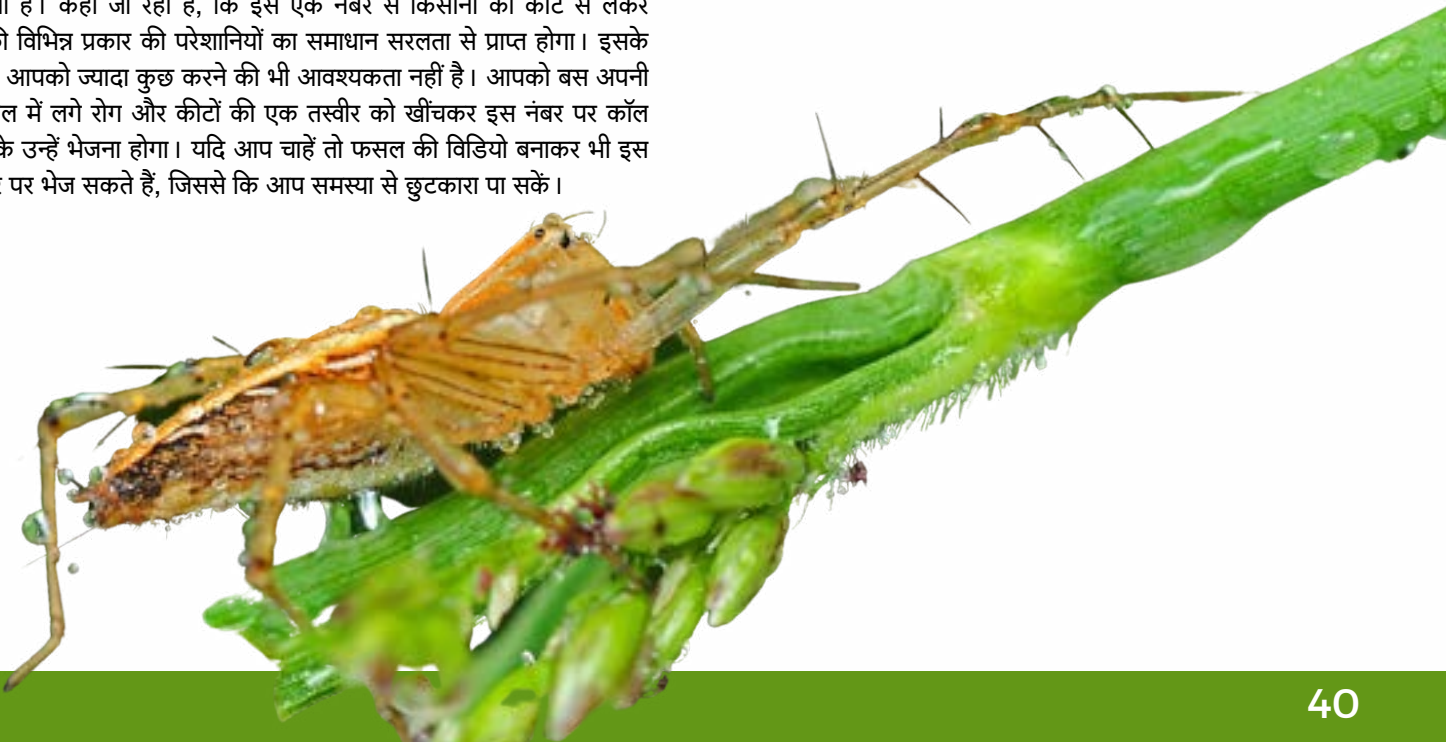 है। कहा जा रहा है, कि इस एक नंबर से किसानों को कीट से लेकर
विभिन्न प्रकार की परेशानियों का समाधान सरलता से प्राप्त होगा। इसके
आपको ज्यादा कुछ करने की भी आवश्यकता नहीं है। आपको बस अपनी
में लगे रोग और कीटों की एक तस्वीर को खींचकर इस नंबर पर कॉल
उन्हें भेजना होगा। यदि आप चाहें तो फसल की विडियो बनाकर भी इस
पर भेज सकते हैं, जिससे कि आप समस्या से छुटकारा पा सकें।
40